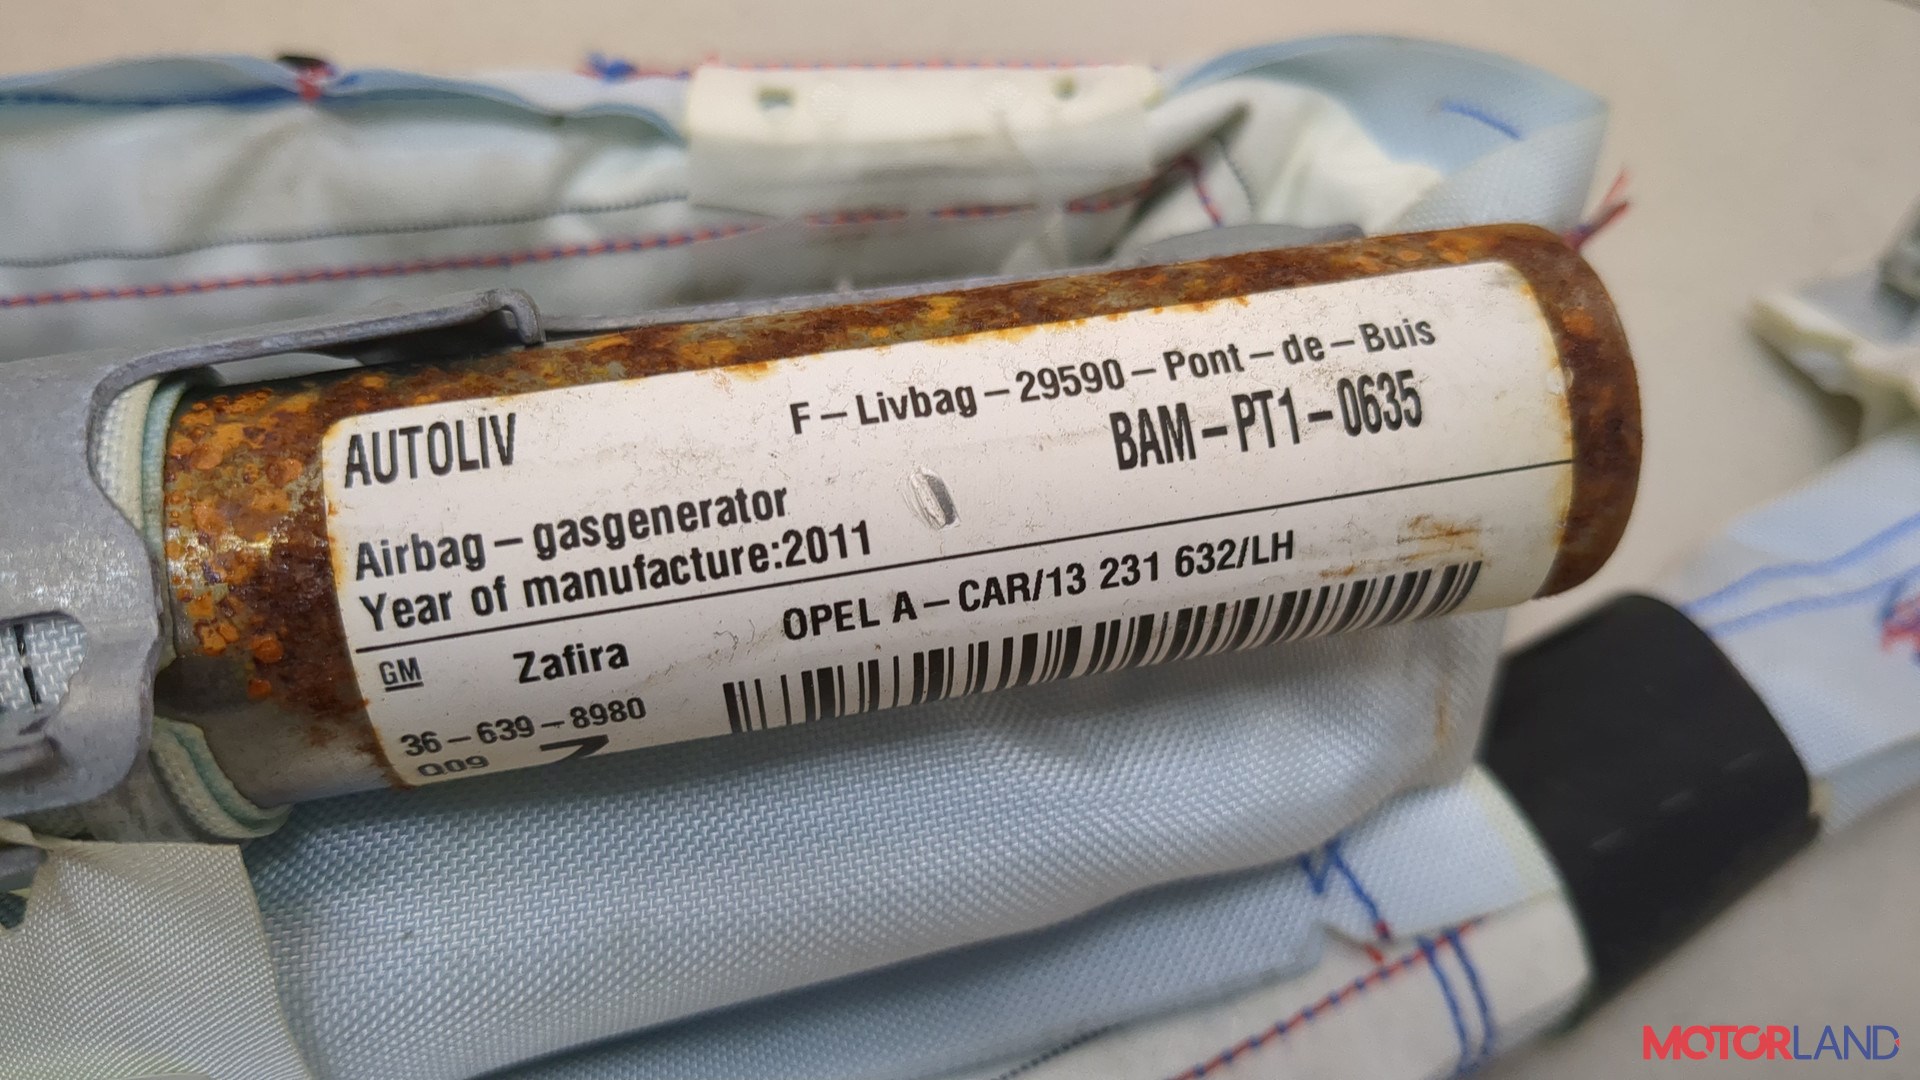 AUTOLIV
F-Livbag-29590-Pont-de-Buis
BAM-PT1-0635
Airbag-gasgenerator
Year of manufacture:2011
GM Zafira OPEL A-CAR/13 231 632/LH
36-639-8980
Q09
MOTORLAND